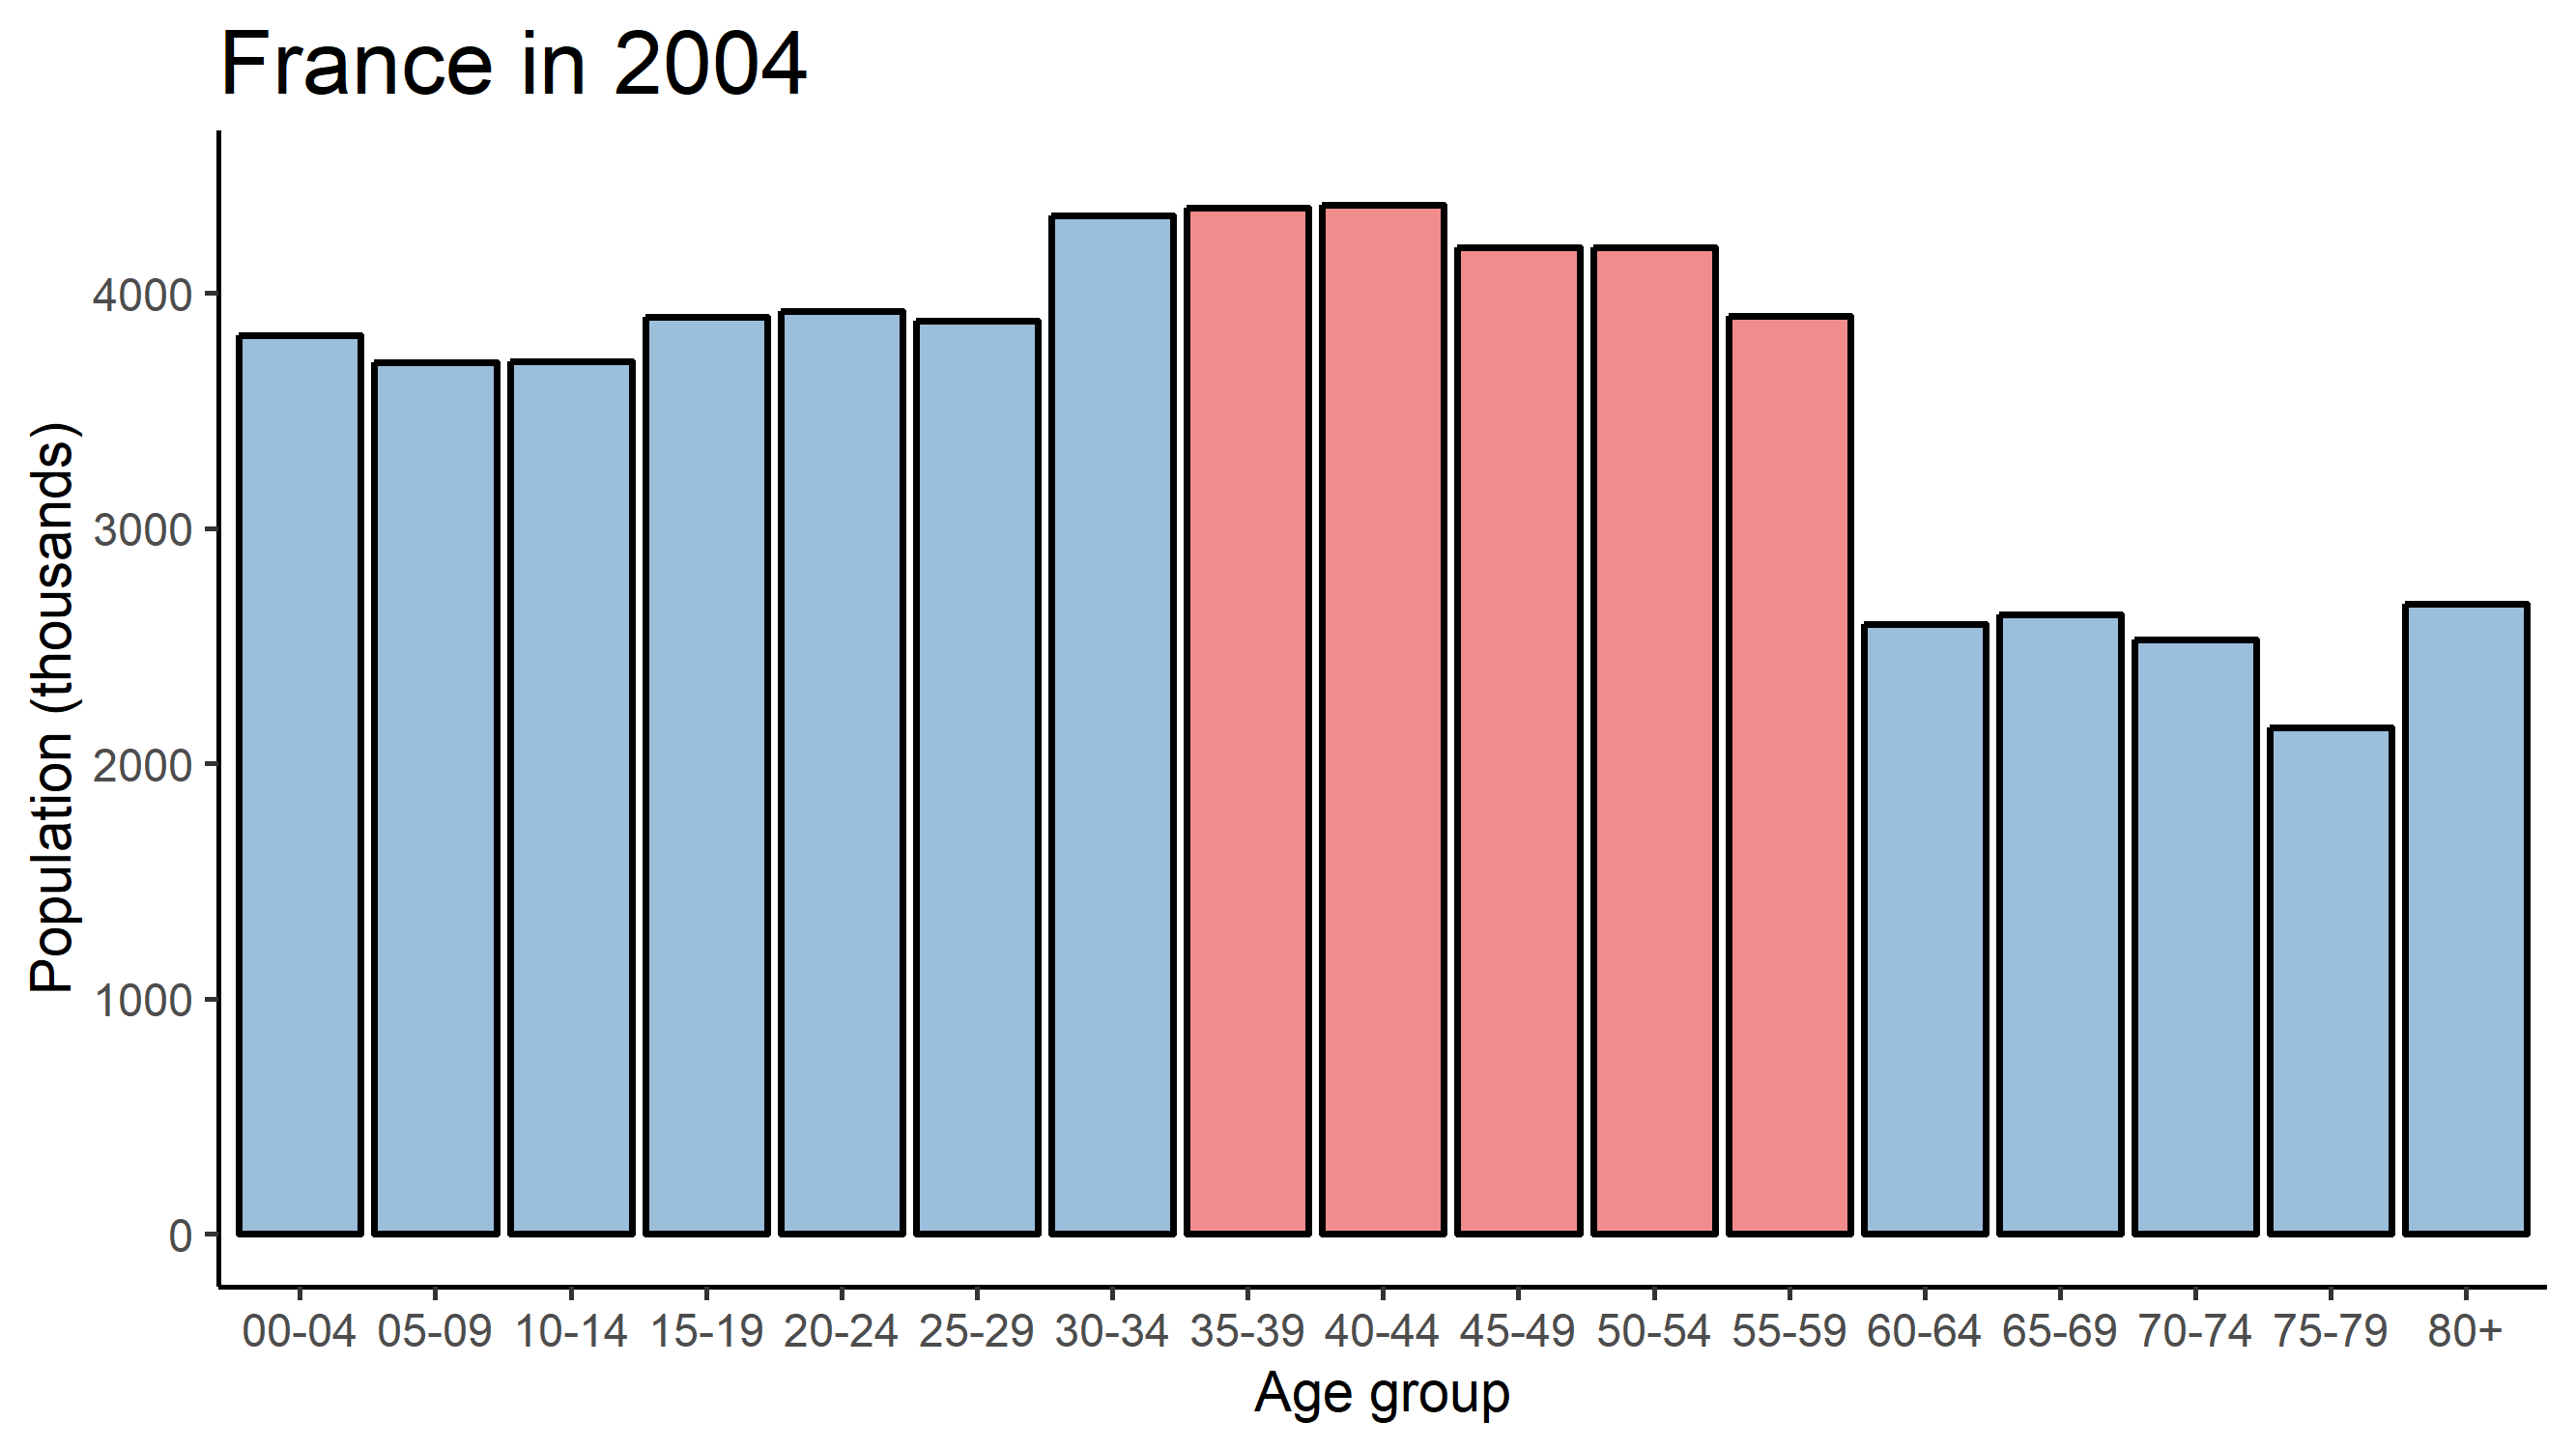 France in 2004
Population (thousands)
4000
3000
2000
1000
0
00-04 05-09 10-14 15-19 20-24 25-29 30-34 35-39 40-44 45-49 50-54 55-59 60-64 65-69 70-74 75-79 80+
Age group